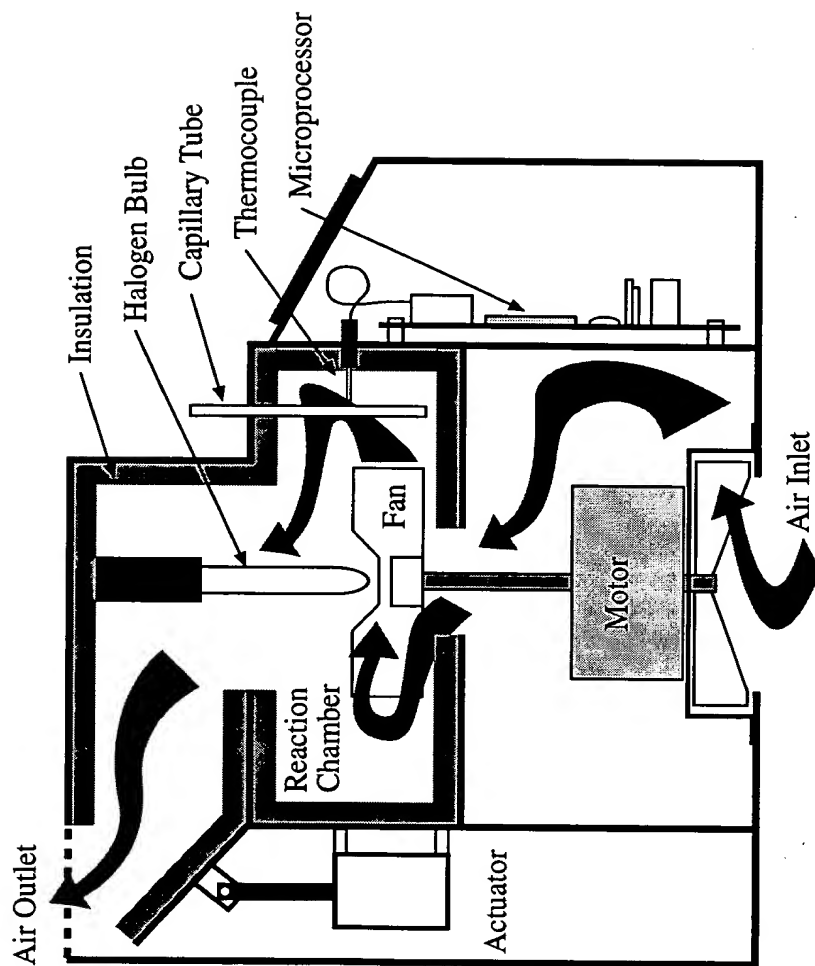 Insulation
Halogen Bulb
Capillary Tube
Thermocouple
Microprocessor
Air Outlet
Reaction
Chamber
Fan
Actuator
Motor
Air Inlet